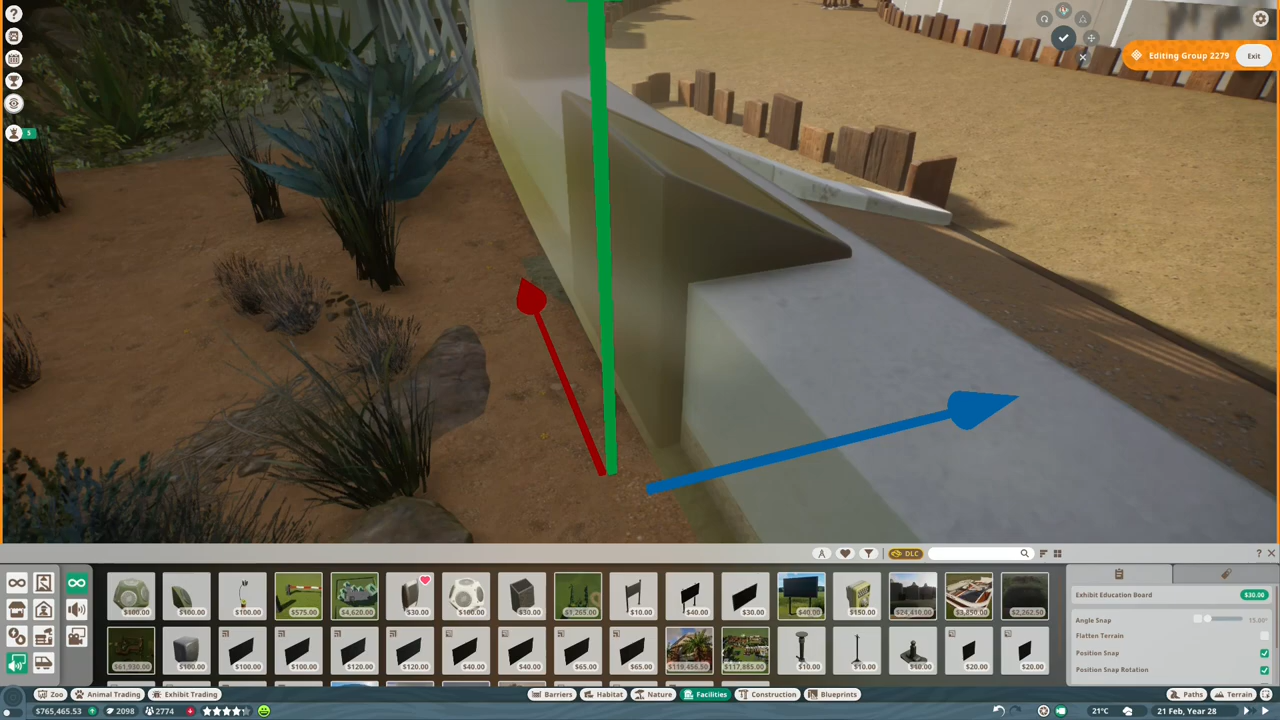 Editing Group 2279
Exit
3
DLC
$100.00
$100.00
$100.00
$575.00
$4,620.00
$30.00
$100.00
$30.00
$1,265.00
$10.00
$40.00
$30.00
$40.00
$150.00
$24,410.00
$3,850.00
$2,262.50
$61,930.00
$100.00
$100.00
$100.00
$120.00
$120.00
$40.00
$40.00
$65.00
$65.00
$119,456.50
$117,865.00
$10.00
$10.00
$20.00
$20.00
Exhibit Education Board
$30.00
Angle Snap
15.00°
Flatten Terrain
Position Snap
Position Snap Rotation
Zoo
Animal Trading
Exhibit Trading
Barriers
Habitat
Nature
Facilities
Construction
Blueprints
Paths
Terrain
$765,465.53
2098
2774
21°C
21 Feb, Year 28